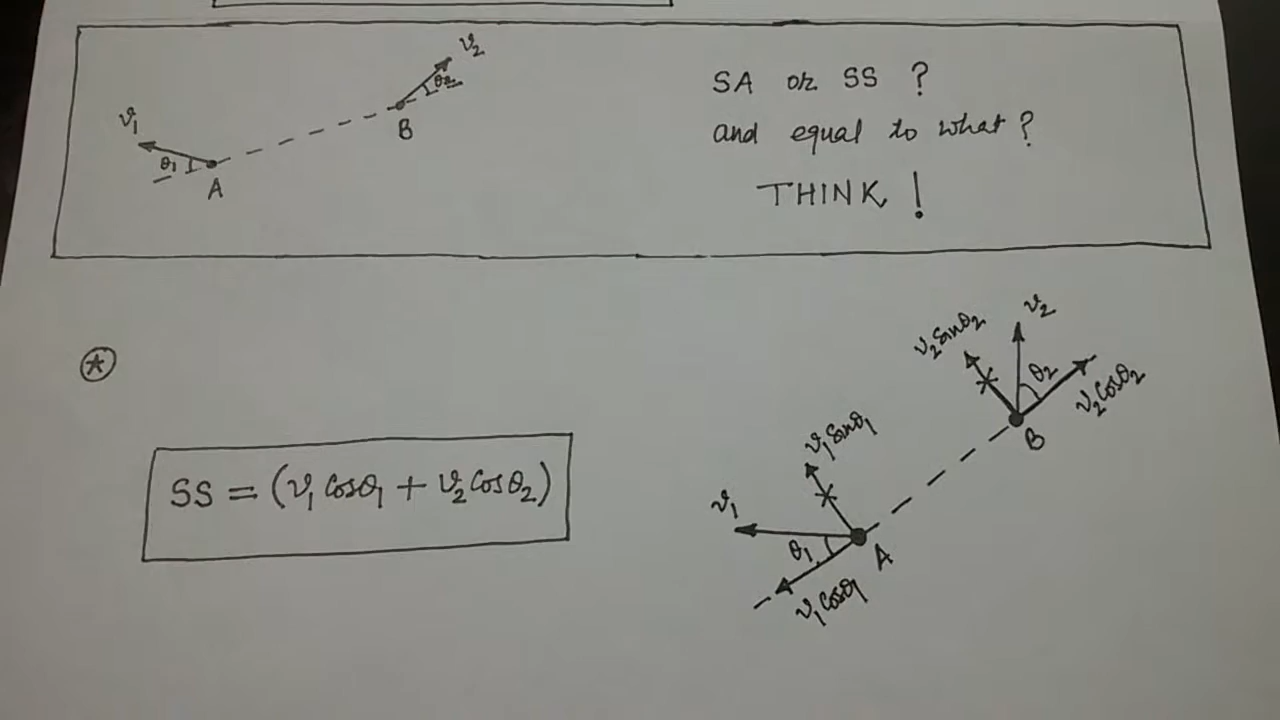 v₂
θ₂
B
v₁
θ₁
A
SA or SS ?
and equal to what ?
THINK !
*
SS = (v₁ Cosθ₁ + v₂ Cosθ₂)
v₂
v₂ Sinθ₂
θ₂
v₂ Cosθ₂
B
v₁ Sinθ₁
v₁
θ₁
A
v₁ Cosθ₁